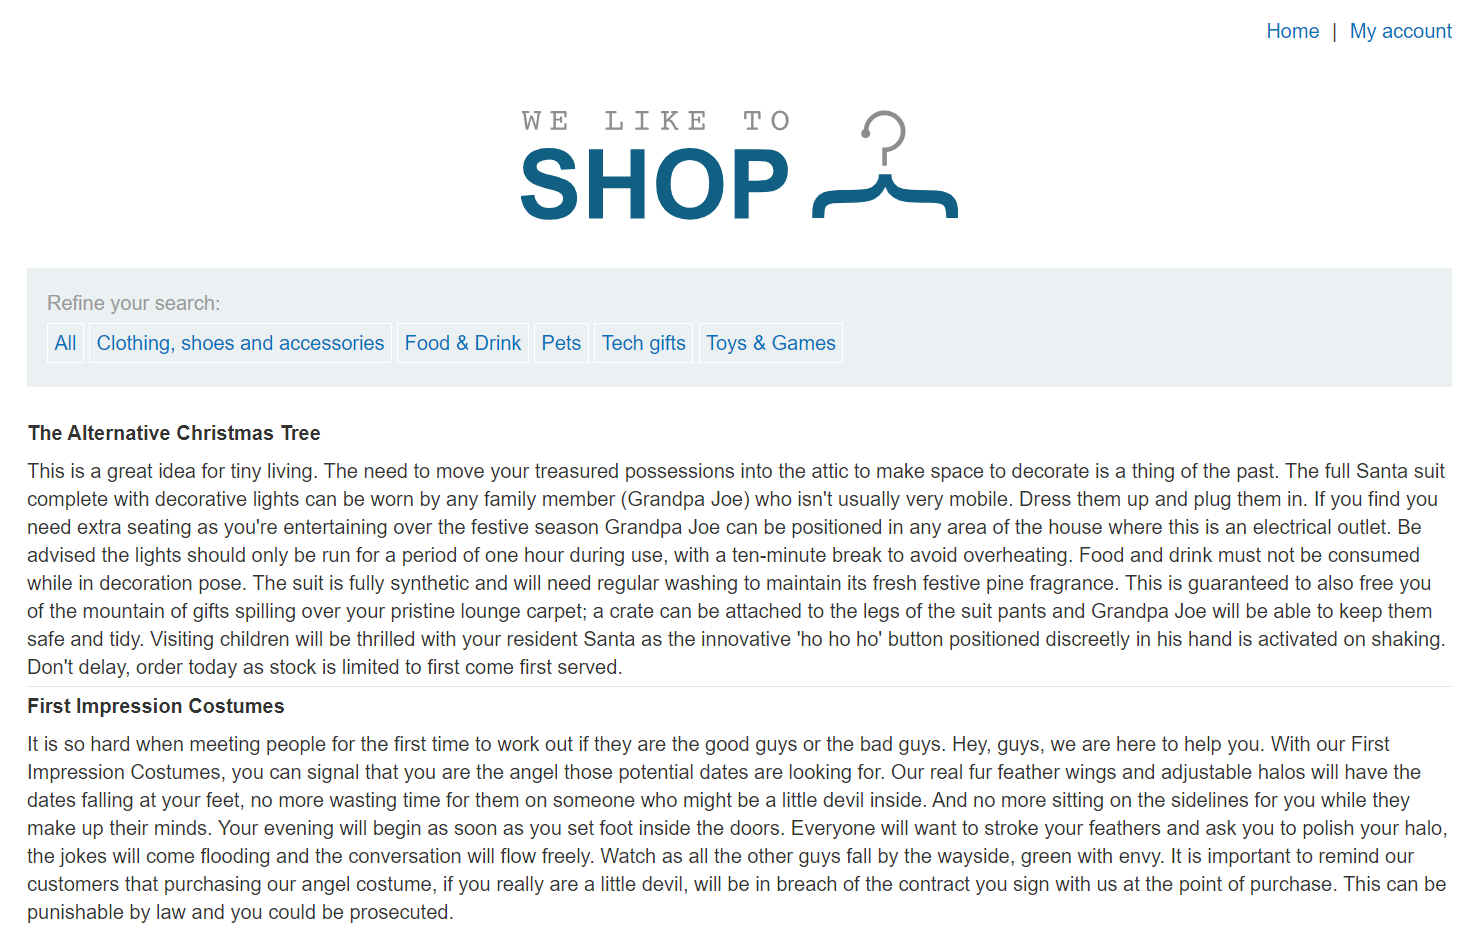 Home | My account
WE LIKE TO
SHOP
Refine your search:
All Clothing, shoes and accessories Food & Drink Pets Tech gifts Toys & Games
The Alternative Christmas Tree
This is a great idea for tiny living. The need to move your treasured possessions into the attic to make space to decorate is a thing of the past. The full Santa suit
complete with decorative lights can be worn by any family member (Grandpa Joe) who isn't usually very mobile. Dress them up and plug them in. If you find you
need extra seating as you're entertaining over the festive season Grandpa Joe can be positioned in any area of the house where this is an electrical outlet. Be
advised the lights should only be run for a period of one hour during use, with a ten-minute break to avoid overheating. Food and drink must not be consumed
while in decoration pose. The suit is fully synthetic and will need regular washing to maintain its fresh festive pine fragrance. This is guaranteed to also free you
of the mountain of gifts spilling over your pristine lounge carpet; a crate can be attached to the legs of the suit pants and Grandpa Joe will be able to keep them
safe and tidy. Visiting children will be thrilled with your resident Santa as the innovative 'ho ho ho' button positioned discreetly in his hand is activated on shaking.
Don't delay, order today as stock is limited to first come first served.
First Impression Costumes
It is so hard when meeting people for the first time to work out if they are the good guys or the bad guys. Hey, guys, we are here to help you. With our First
Impression Costumes, you can signal that you are the angel those potential dates are looking for. Our real fur feather wings and adjustable halos will have the
dates falling at your feet, no more wasting time for them on someone who might be a little devil inside. And no more sitting on the sidelines for you while they
make up their minds. Your evening will begin as soon as you set foot inside the doors. Everyone will want to stroke your feathers and ask you to polish your halo,
the jokes will come flooding and the conversation will flow freely. Watch as all the other guys fall by the wayside, green with envy. It is important to remind our
customers that purchasing our angel costume, if you really are a little devil, will be in breach of the contract you sign with us at the point of purchase. This can be
punishable by law and you could be prosecuted.